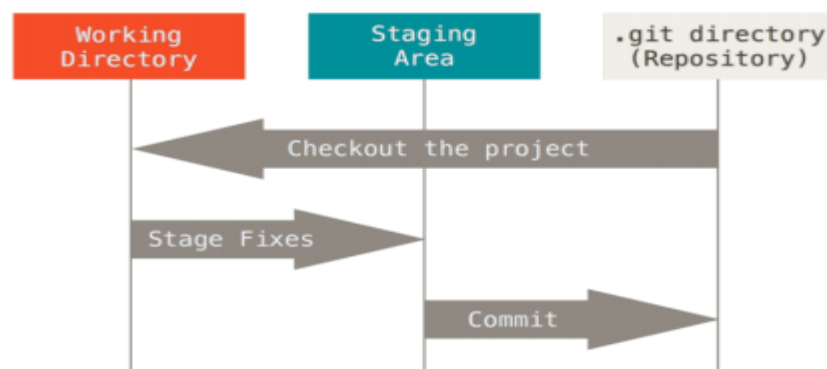 Working
Directory
Staging
Area
.git directory
(Repository)
Checkout the project
Stage Fixes
Commit